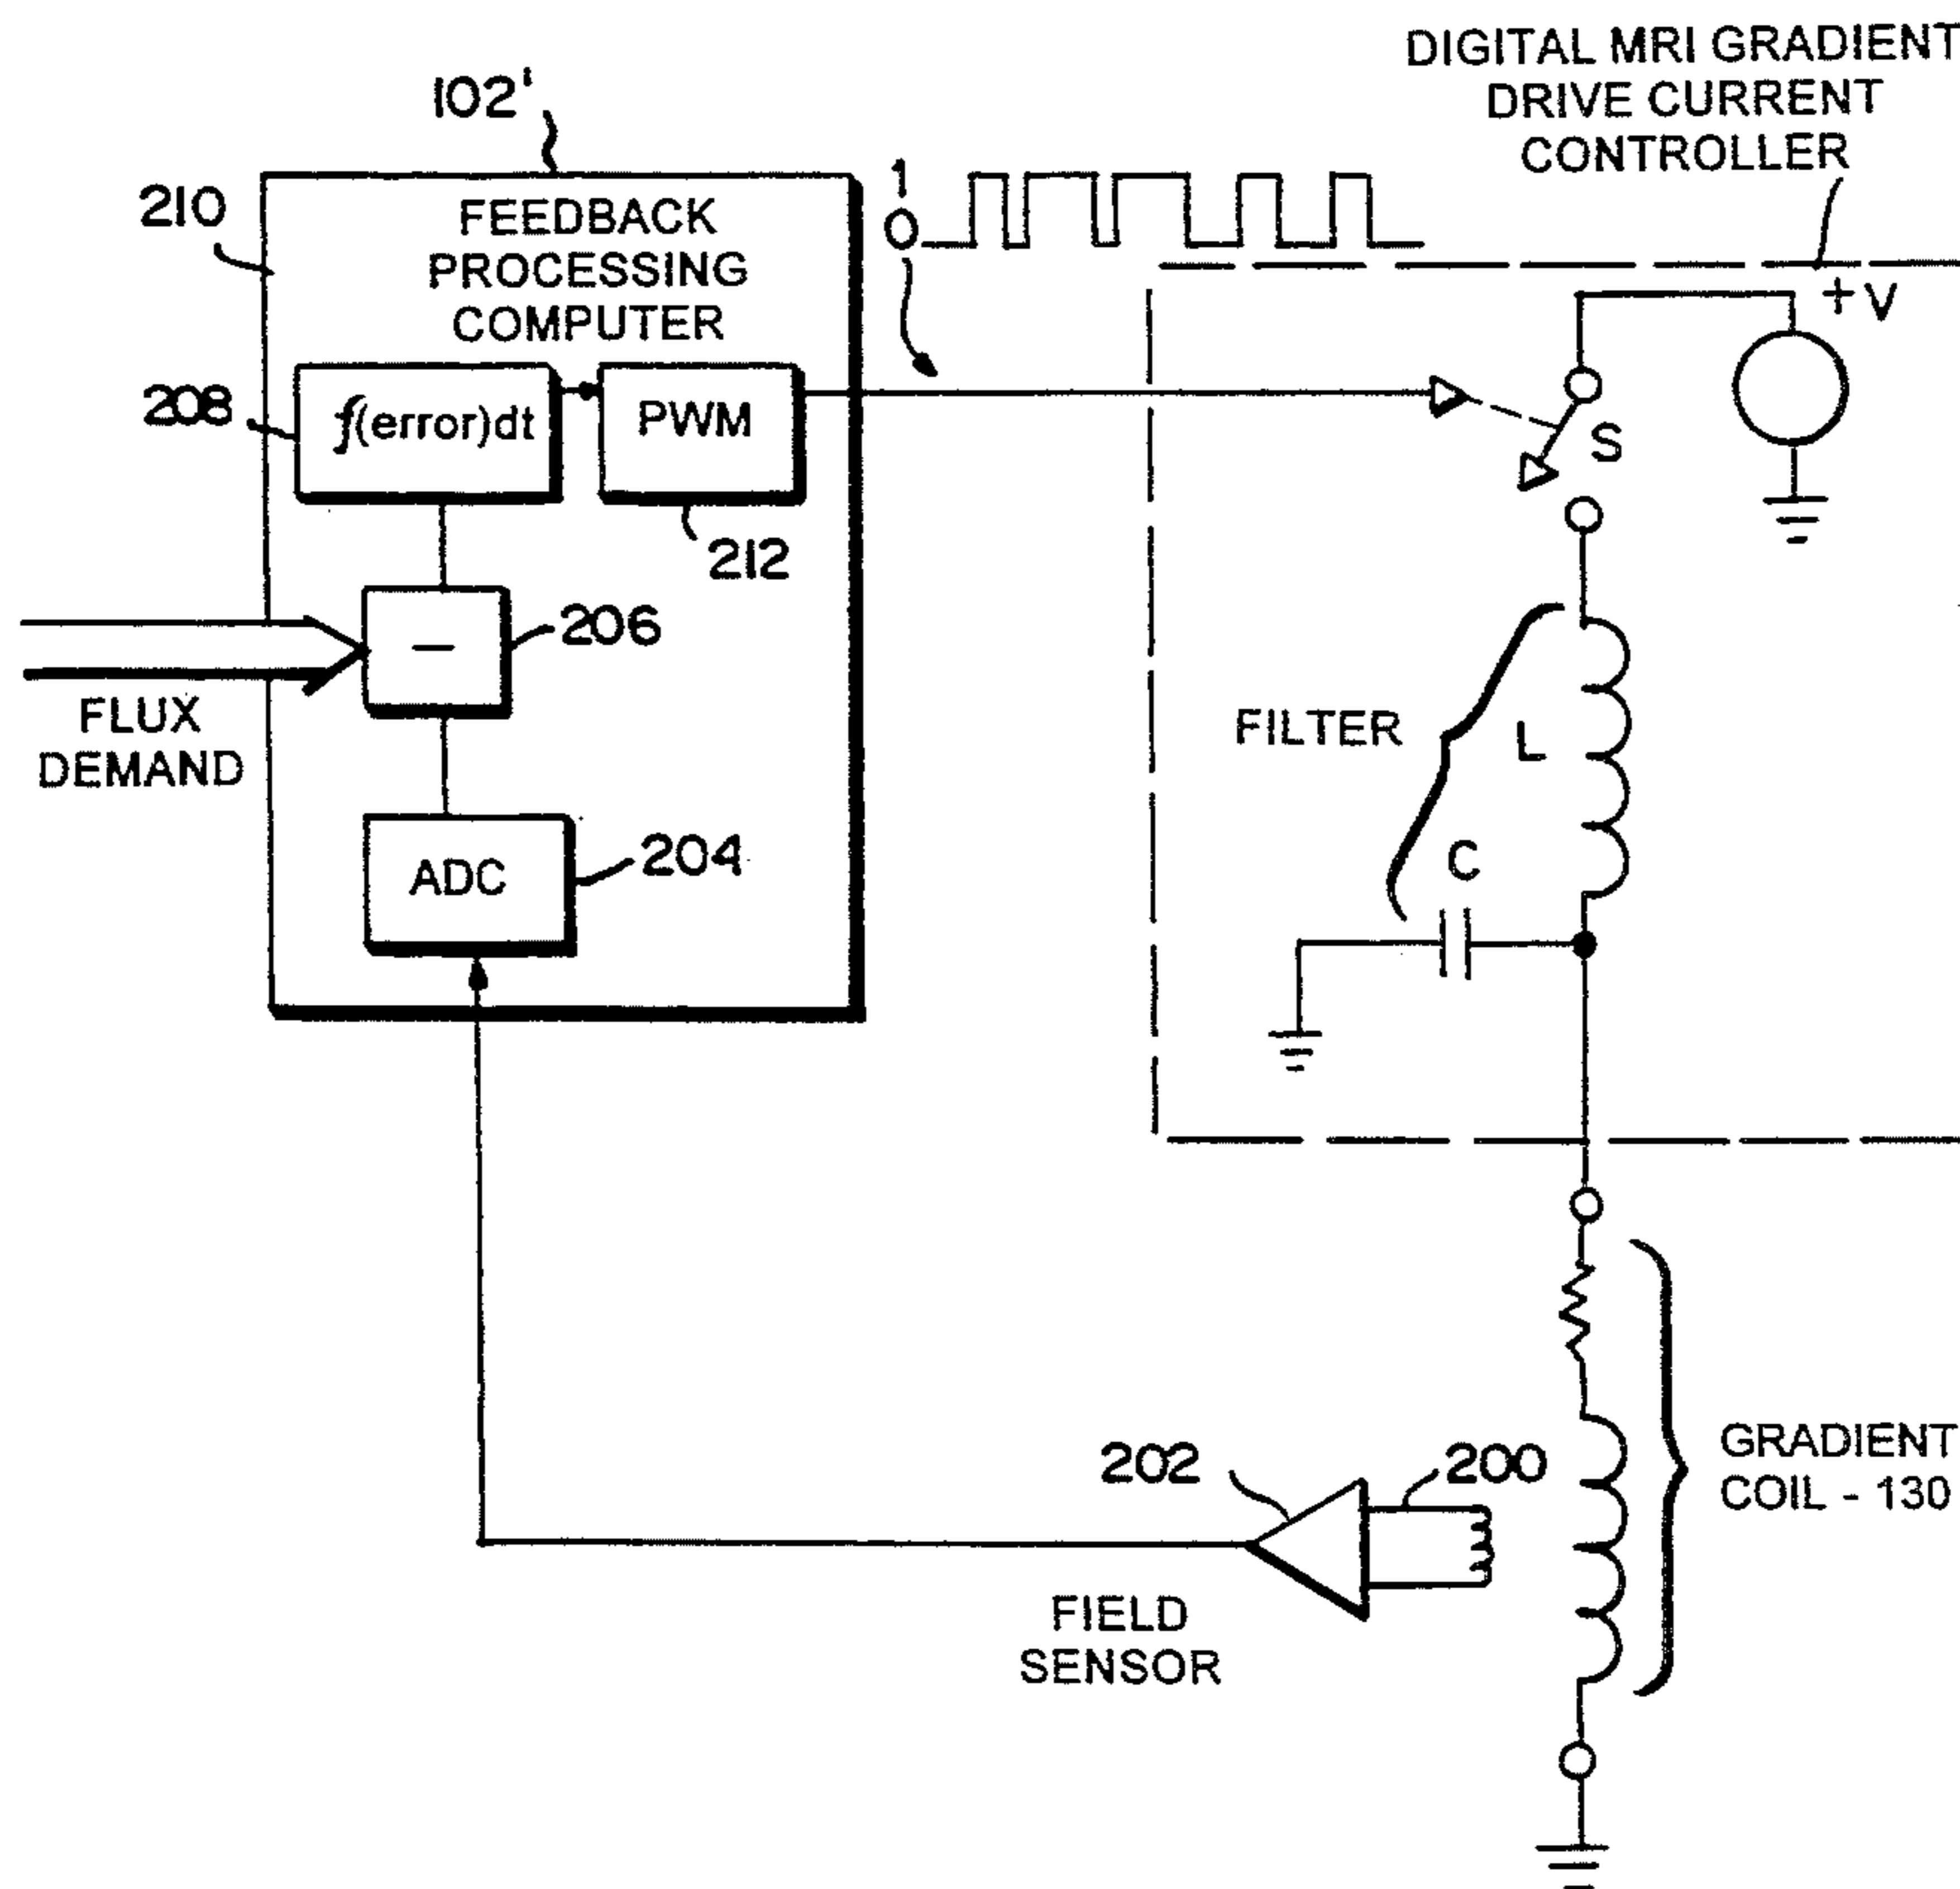 DIGITAL MRI GRADIENT
DRIVE CURRENT
CONTROLLER
102'
210
FEEDBACK
PROCESSING
COMPUTER
1
0
+V
208
∫(error)dt
PWM
S
212
206
−
FLUX
DEMAND
FILTER
L
204
ADC
C
202
200
GRADIENT
COIL - 130
FIELD
SENSOR